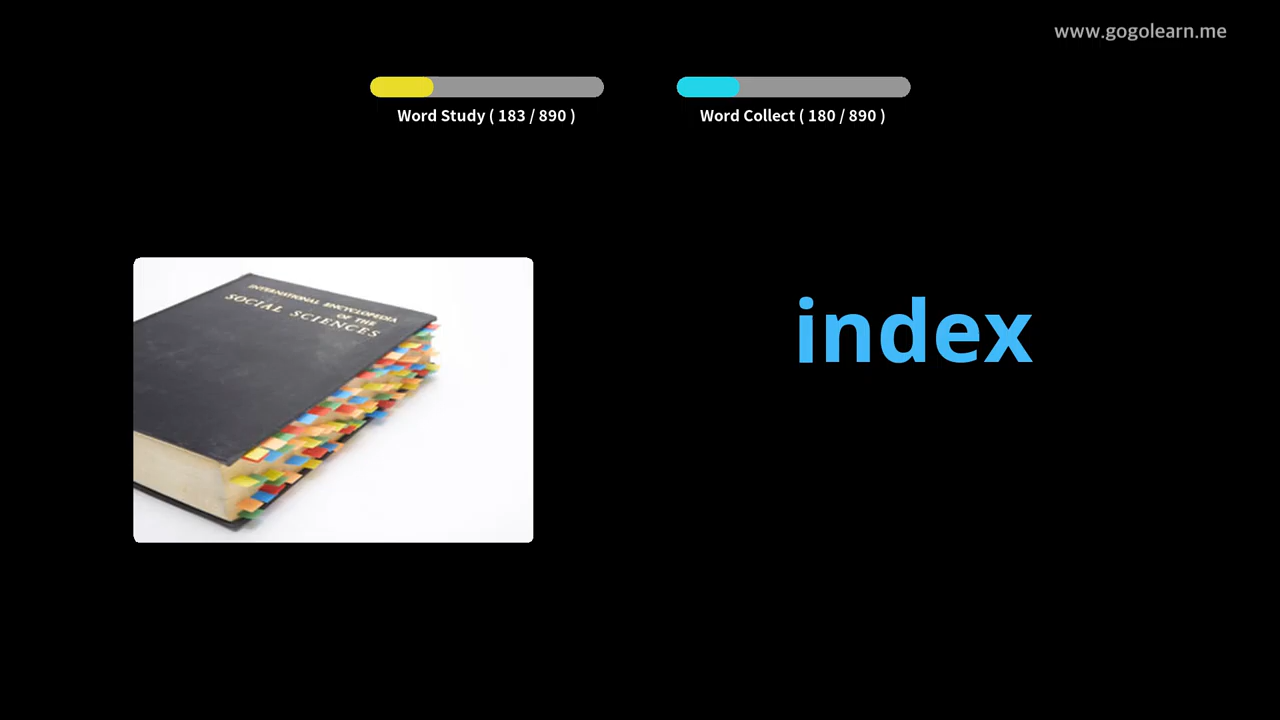 www.gogolearn.me
Word Study ( 183 / 890 )
Word Collect ( 180 / 890 )
INTERNATIONAL ENCYCLOPEDIA
OF THE
SOCIAL SCIENCES
index